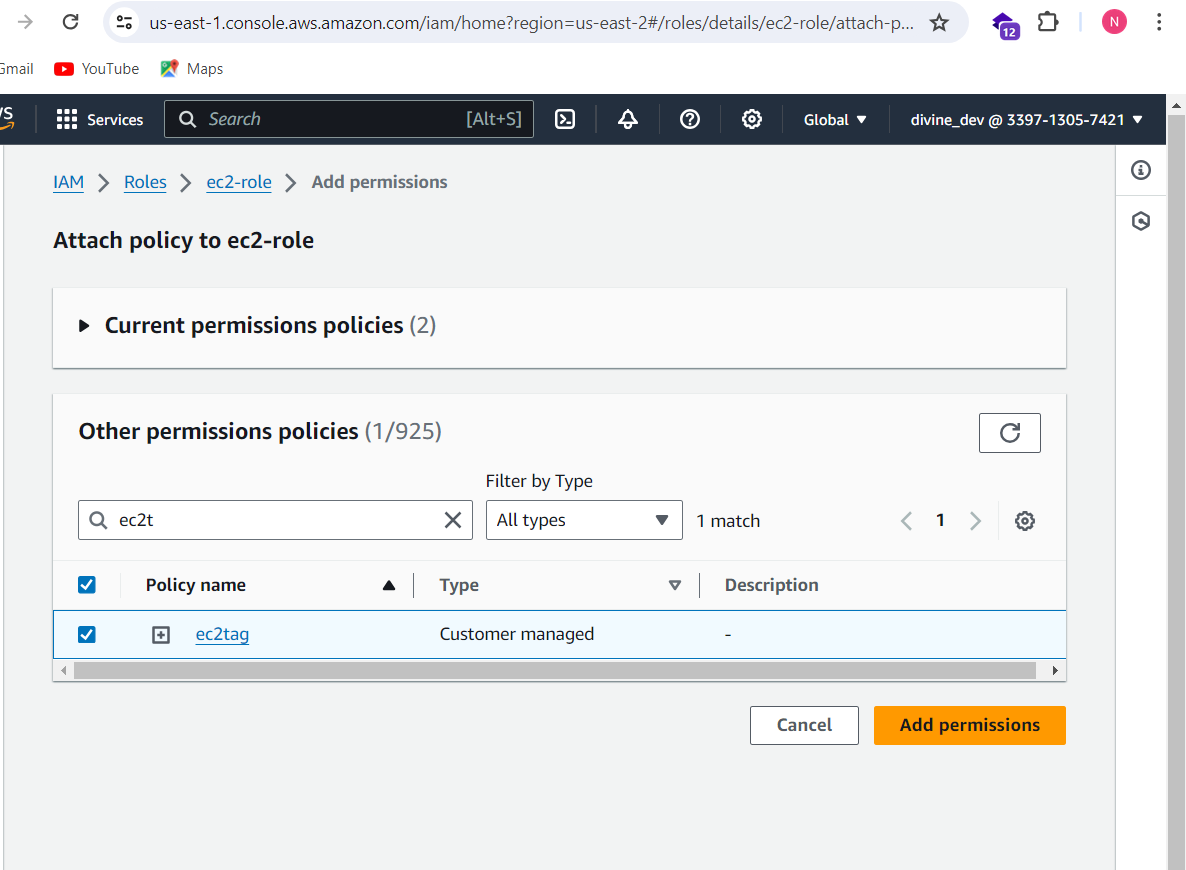 us-east-1.console.aws.amazon.com/iam/home?region=us-east-2#/roles/details/ec2-role/attach-p...
12
N
Gmail YouTube Maps
Services Search [Alt+S] Global divine_dev @ 3397-1305-7421
IAM Roles ec2-role Add permissions
Attach policy to ec2-role
Current permissions policies (2)
Other permissions policies (1/925)
Filter by Type
ec2t All types 1 match 1
Policy name Type Description
ec2tag Customer managed -
Cancel Add permissions